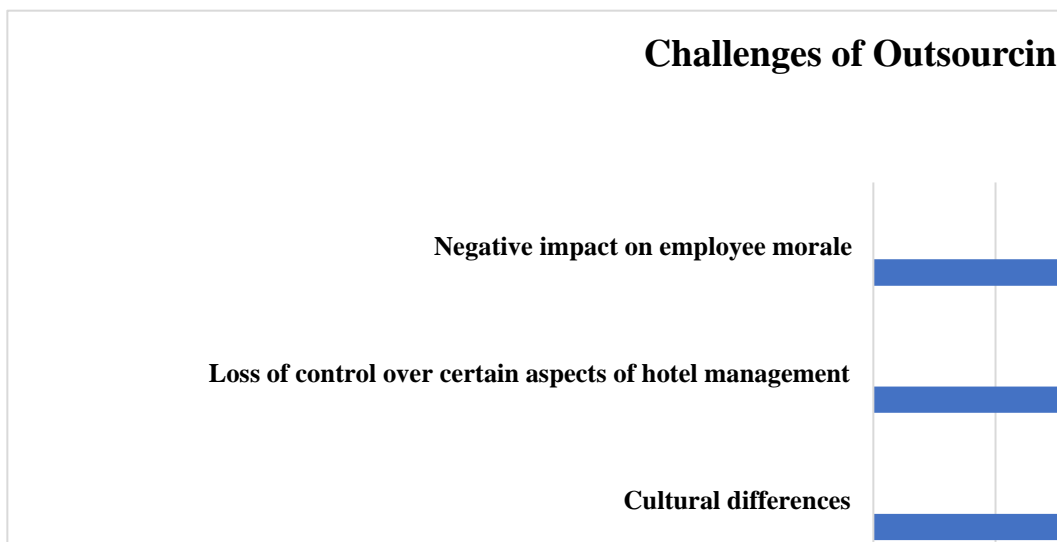 Challenges of Outsourcin
Negative impact on employee morale
Loss of control over certain aspects of hotel management
Cultural differences